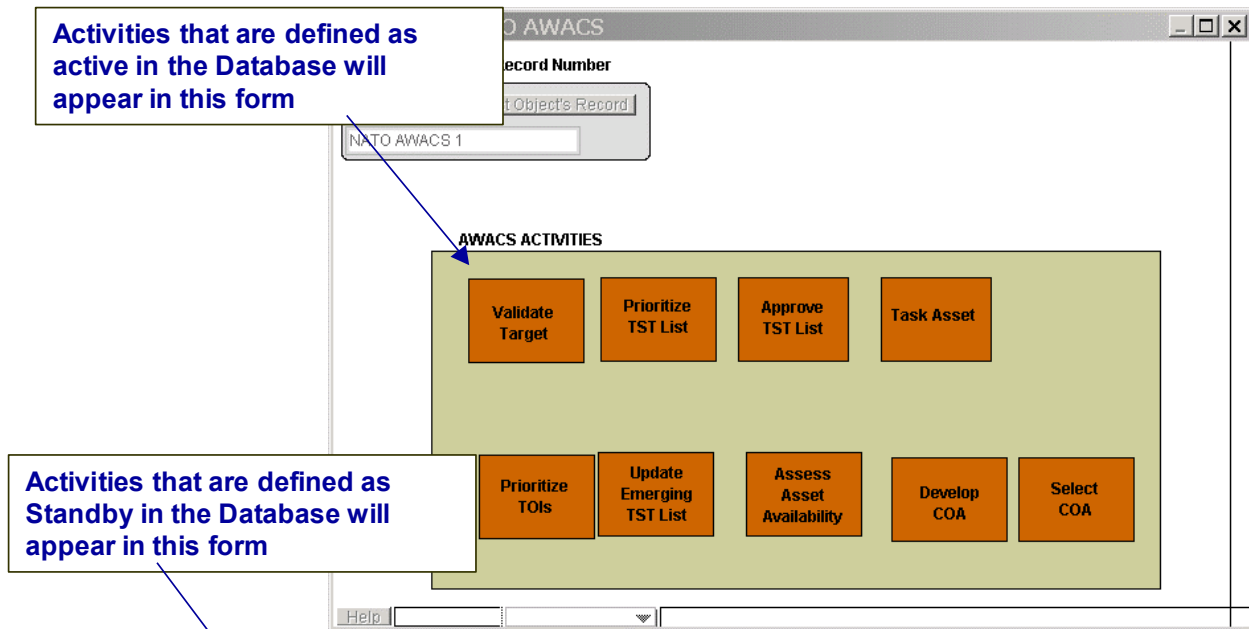 Activities that are defined as
active in the Database will
appear in this form
AWACS
Record Number
Object's Record
NATO AWACS 1
AWACS ACTIVITIES
Validate
Target
Prioritize
TST List
Approve
TST List
Task Asset
Activities that are defined as
Standby in the Database will
appear in this form
Prioritize
TOIs
Update
Emerging
TST List
Assess
Asset
Availability
Develop
COA
Select
COA
Help